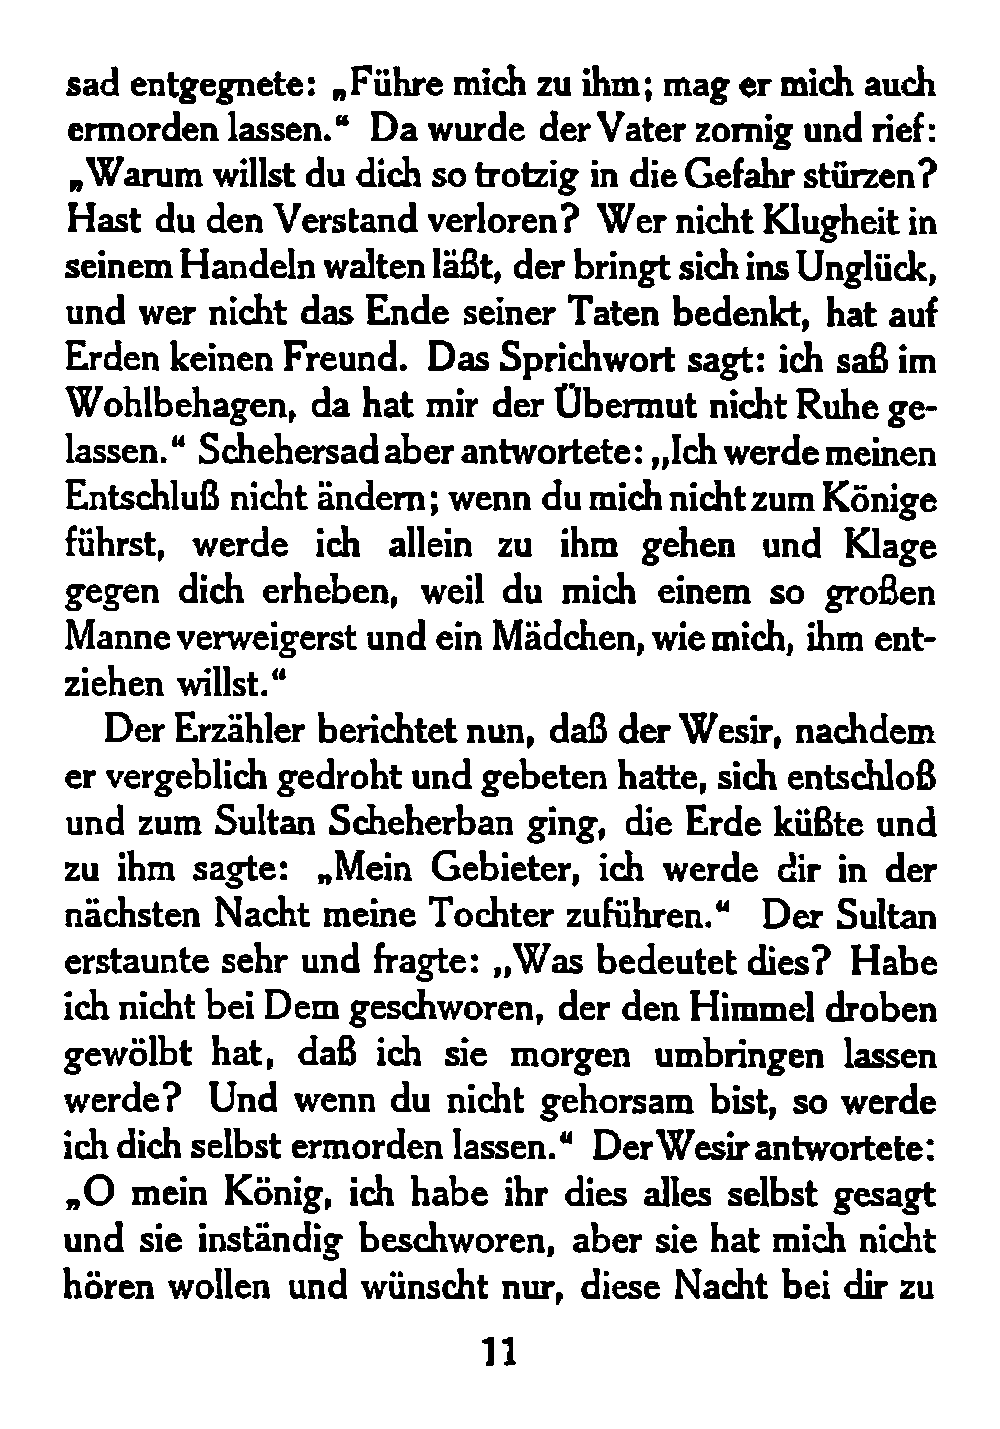 sad entgegnete: „Führe mich zu ihm; mag er mich auch
ermorden lassen.“ Da wurde der Vater zornig und rief:
„Warum willst du dich so trotzig in die Gefahr stürzen?
Hast du den Verstand verloren? Wer nicht Klugheit in
seinem Handeln walten läßt, der bringt sich ins Unglück,
und wer nicht das Ende seiner Taten bedenkt, hat auf
Erden keinen Freund. Das Sprichwort sagt: ich saß im
Wohlbehagen, da hat mir der Übermut nicht Ruhe ge-
lassen.“ Schehersad aber antwortete: „Ich werde meinen
Entschluß nicht ändern; wenn du mich nicht zum Könige
führst, werde ich allein zu ihm gehen und Klage
gegen dich erheben, weil du mich einem so großen
Manne verweigerst und ein Mädchen, wie mich, ihm ent-
ziehen willst.“
Der Erzähler berichtet nun, daß der Wesir, nachdem
er vergeblich gedroht und gebeten hatte, sich entschloß
und zum Sultan Scheherban ging, die Erde küßte und
zu ihm sagte: „Mein Gebieter, ich werde dir in der
nächsten Nacht meine Tochter zuführen.“ Der Sultan
erstaunte sehr und fragte: „Was bedeutet dies? Habe
ich nicht bei Dem geschworen, der den Himmel droben
gewölbt hat, daß ich sie morgen umbringen lassen
werde? Und wenn du nicht gehorsam bist, so werde
ich dich selbst ermorden lassen.“ Der Wesir antwortete:
„O mein König, ich habe ihr dies alles selbst gesagt
und sie inständig beschworen, aber sie hat mich nicht
hören wollen und wünscht nur, diese Nacht bei dir zu
11